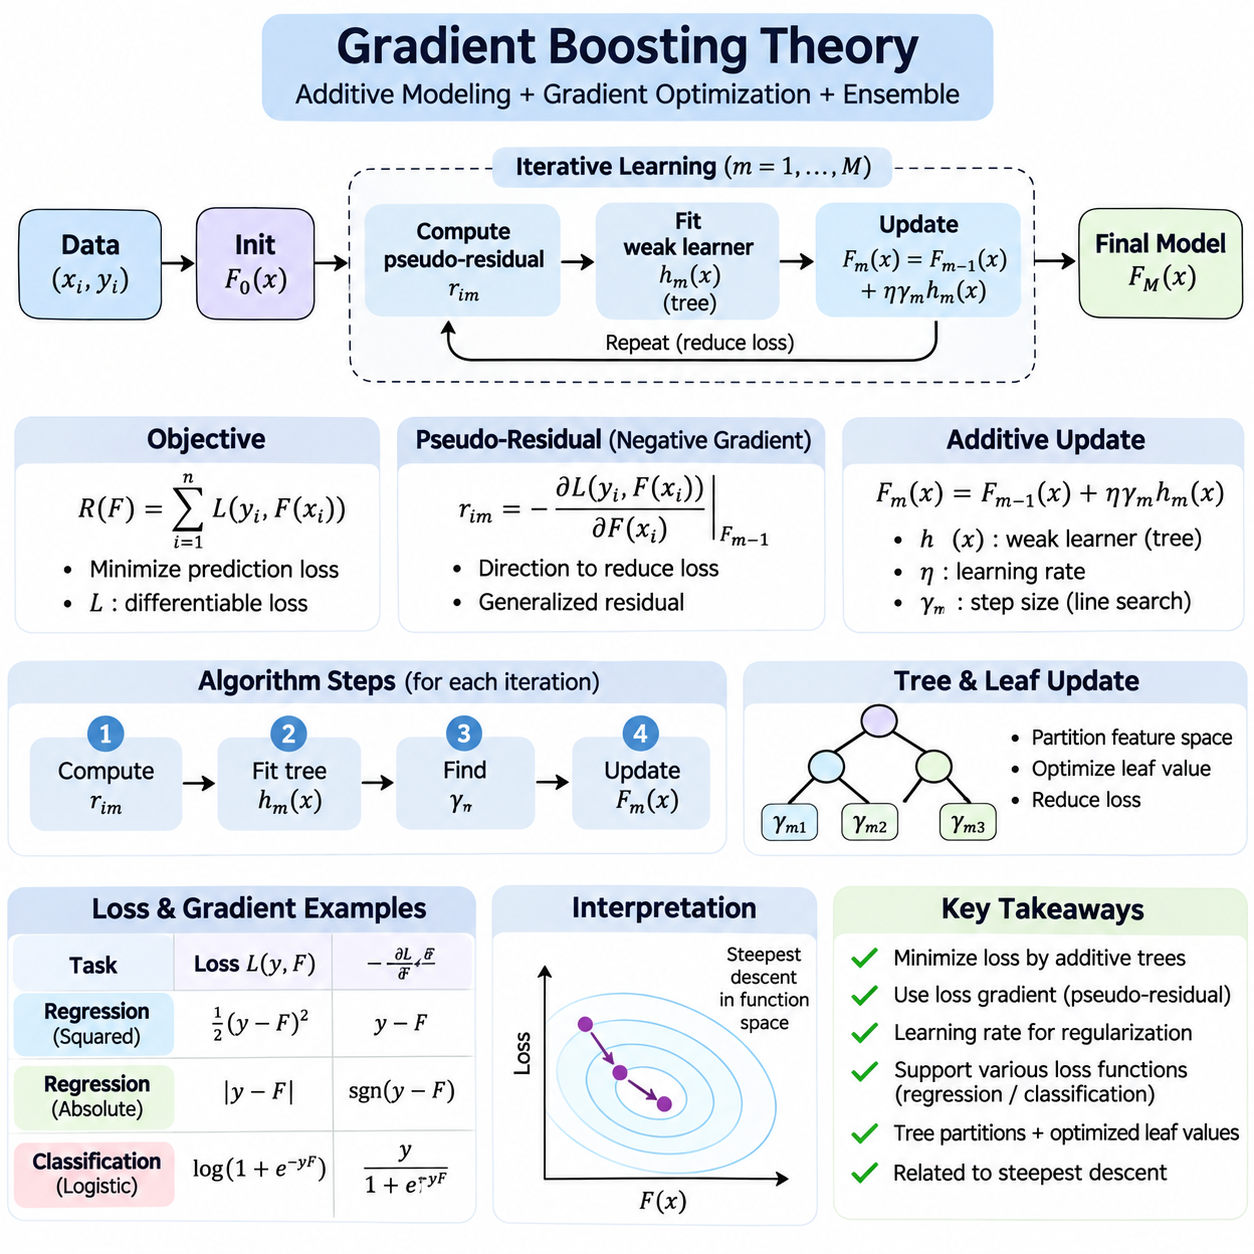 Gradient Boosting Theory
Additive Modeling + Gradient Optimization + Ensemble
Iterative Learning (m = 1, …, M)
Data
(xᵢ, yᵢ)
Init
F₀(x)
Compute
pseudo-residual
rᵢₘ
Fit
weak learner
hₘ(x)
(tree)
Update
Fₘ(x) = Fₘ₋₁(x)
+ ηγₘhₘ(x)
Repeat (reduce loss)
Final Model
F_M(x)
Objective
R(F) = ∑ᵢ₌₁ⁿ L(yᵢ, F(xᵢ))
• Minimize prediction loss
• L : differentiable loss
Pseudo-Residual (Negative Gradient)
rᵢₘ = − ∂L(yᵢ, F(xᵢ)) / ∂F(xᵢ) |Fₘ₋₁
• Direction to reduce loss
• Generalized residual
Additive Update
Fₘ(x) = Fₘ₋₁(x) + ηγₘhₘ(x)
• h (x) : weak learner (tree)
• η : learning rate
• γₘ : step size (line search)
Algorithm Steps (for each iteration)
1
Compute
rᵢₘ
2
Fit tree
hₘ(x)
3
Find
γ
4
Update
Fₘ(x)
Tree & Leaf Update
γₘ₁
γₘ₂
γₘ₃
• Partition feature space
• Optimize leaf value
• Reduce loss
Loss & Gradient Examples
Task
Loss L(y, F)
Regression
(Squared)
½(y − F)²
y − F
Regression
(Absolute)
|y − F|
sgn(y − F)
Classification
(Logistic)
log(1 + e^−yF)
y / 1 + e^yF
Interpretation
Steepest
descent
in function
space
Loss
F(x)
Key Takeaways
✓ Minimize loss by additive trees
✓ Use loss gradient (pseudo-residual)
✓ Learning rate for regularization
✓ Support various loss functions
(regression / classification)
✓ Tree partitions + optimized leaf values
✓ Related to steepest descent